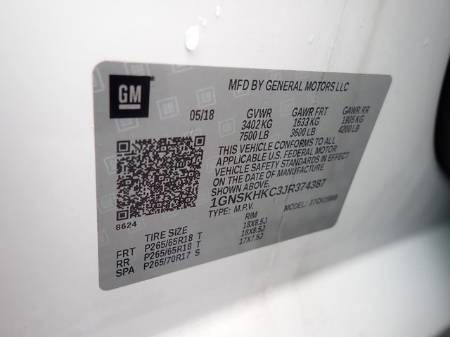 GM
MFD BY GENERAL MOTORS LLC
05/18 GVWR GAWR FRT GAWR RR
3402 KG 1633 KG 1905 KG
7500 LB 3600 LB 4200 LB
THIS VEHICLE CONFORMS TO ALL
APPLICABLE U.S. FEDERAL MOTOR
VEHICLE SAFETY STANDARDS IN EFFECT
ON THE DATE OF MANUFACTURE
SHOWN ABOVE.
1GNSKHKC3JR374387
TYPE: M.P.V. MODEL:
8624
TIRE SIZE RIM
FRT P265/65R18 T 18X8.5J
RR P265/65R18 T 18X8.5J
SPA P265/70R17 S 17X7.5J